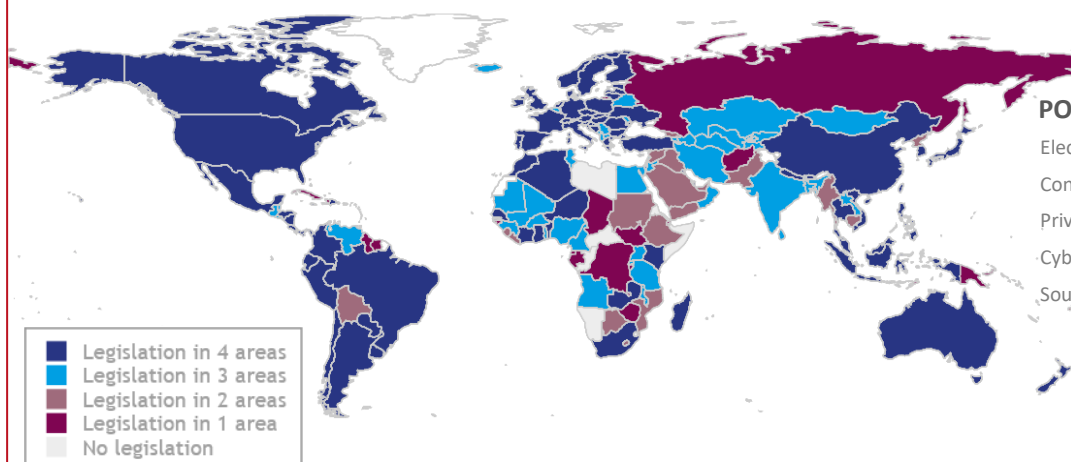 PO
Elec
Con
Priv
Cyb
Sou
Legislation in 4 areas
Legislation in 3 areas
Legislation in 2 areas
Legislation in 1 area
No legislation